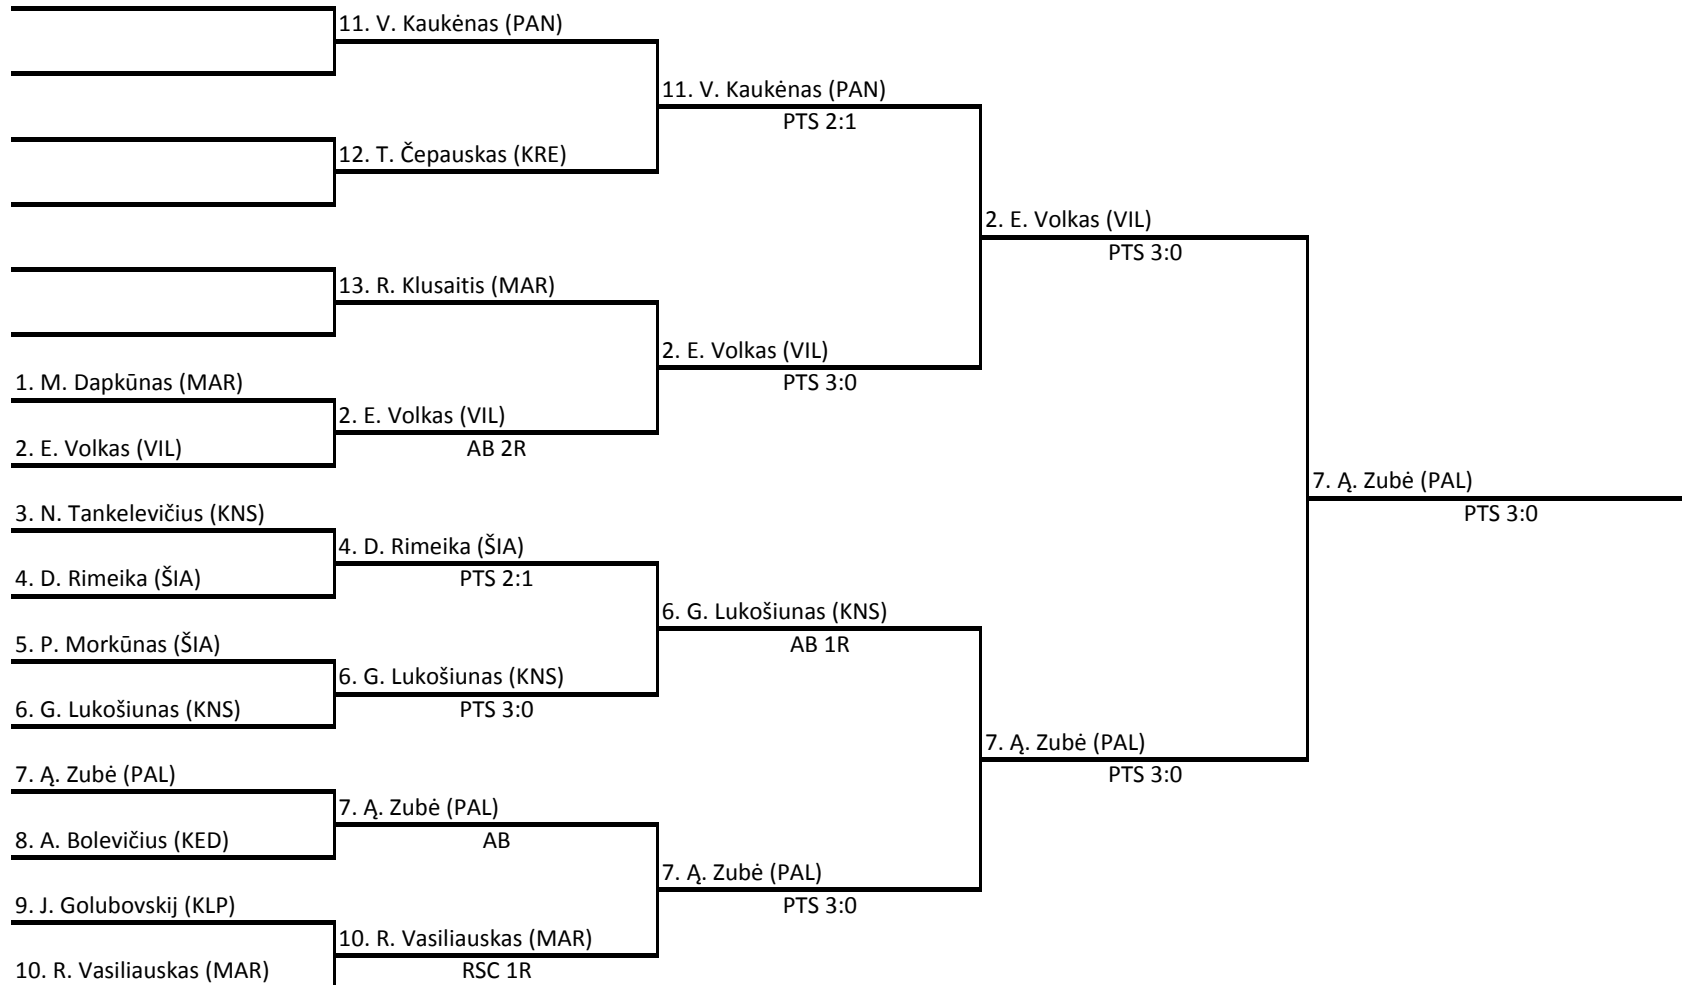 11. V. Kaukėnas (PAN)
11. V. Kaukėnas (PAN)
PTS 2:1
12. T. Čepauskas (KRE)
2. E. Volkas (VIL)
PTS 3:0
13. R. Klusaitis (MAR)
2. E. Volkas (VIL)
PTS 3:0
1. M. Dapkūnas (MAR)
2. E. Volkas (VIL)
AB 2R
2. E. Volkas (VIL)
7. Ą. Zubė (PAL)
PTS 3:0
3. N. Tankelevičius (KNS)
4. D. Rimeika (ŠIA)
PTS 2:1
4. D. Rimeika (ŠIA)
6. G. Lukošiunas (KNS)
AB 1R
5. P. Morkūnas (ŠIA)
6. G. Lukošiunas (KNS)
PTS 3:0
6. G. Lukošiunas (KNS)
7. Ą. Zubė (PAL)
PTS 3:0
7. Ą. Zubė (PAL)
7. Ą. Zubė (PAL)
AB
8. A. Bolevičius (KED)
7. Ą. Zubė (PAL)
PTS 3:0
9. J. Golubovskij (KLP)
10. R. Vasiliauskas (MAR)
RSC 1R
10. R. Vasiliauskas (MAR)